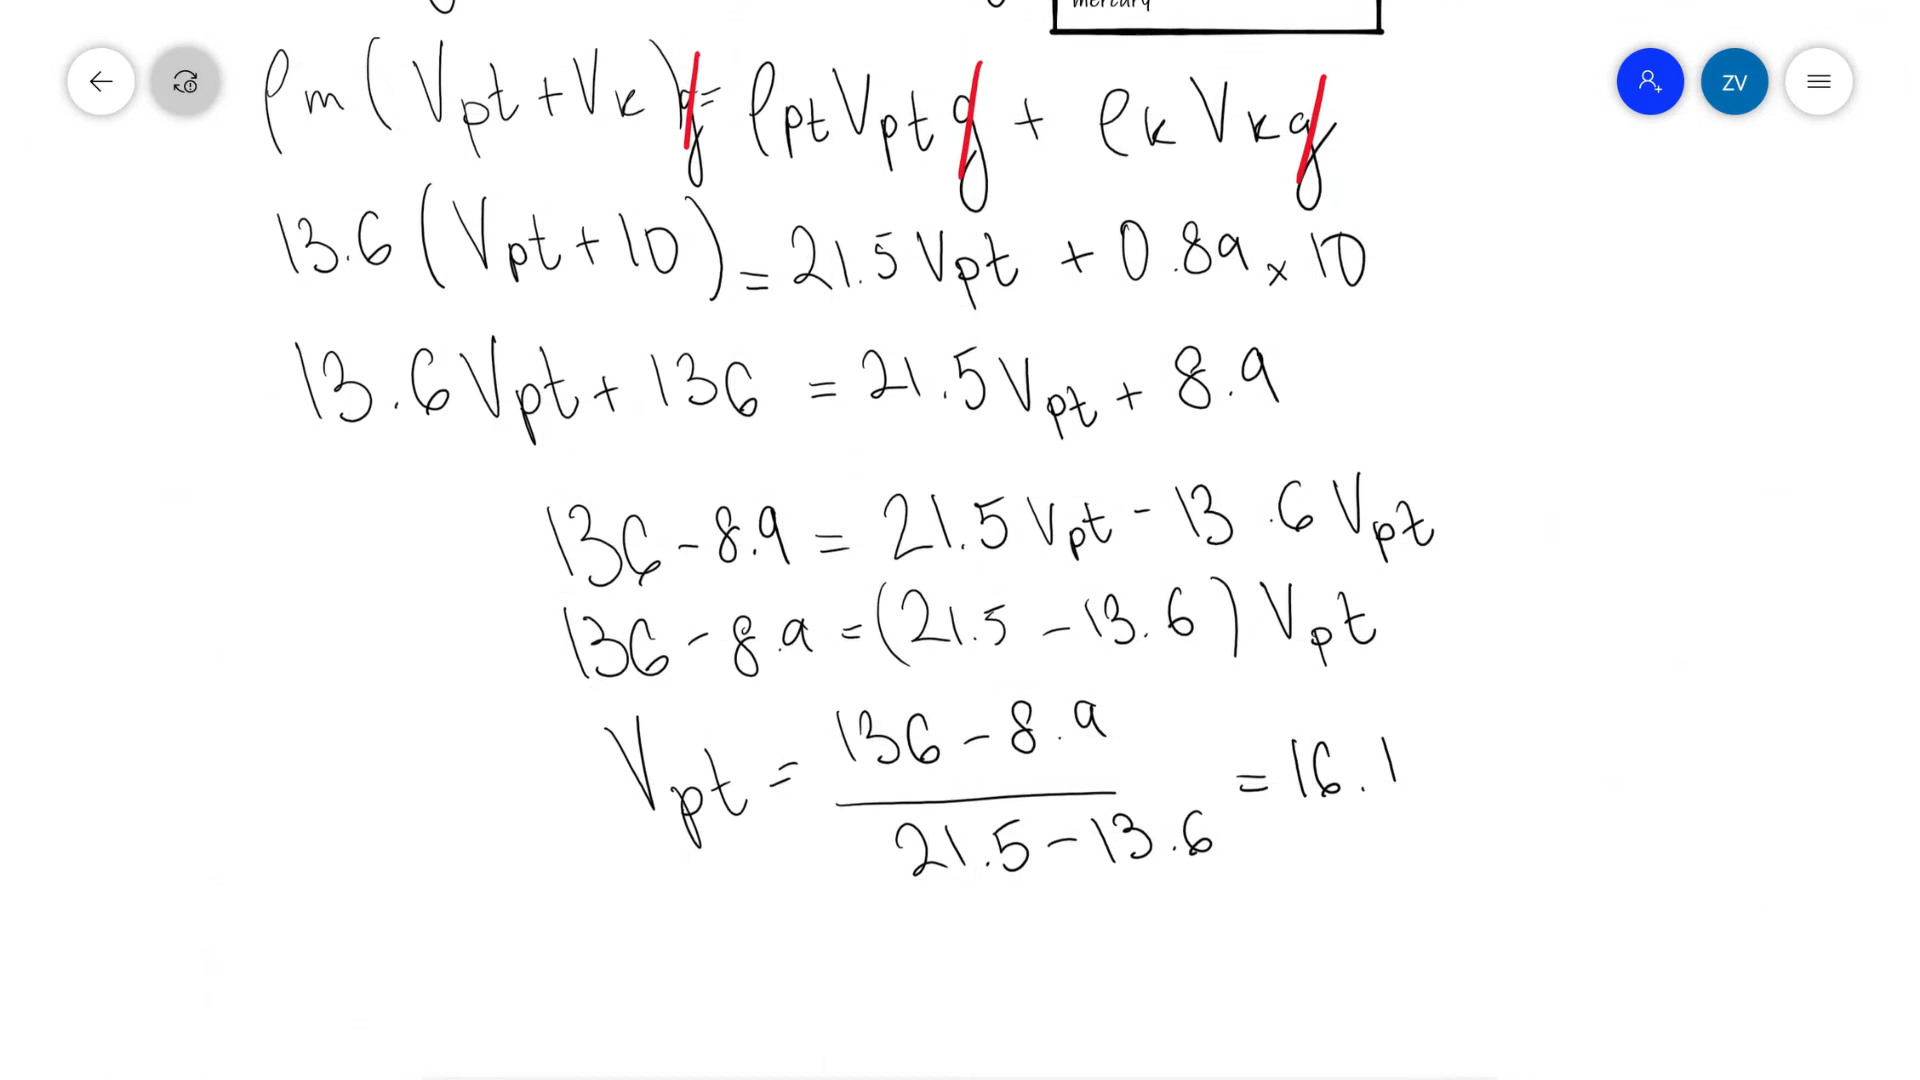 mercury
ρm(Vpt+Vk)g=ρptVptg + ρkVkg
ZV
13.6(Vpt+10)=21.5Vpt + 0.89×10
13.6Vpt+136 = 21.5Vpt + 8.9
136-8.9 = 21.5Vpt - 13.6Vpt
136-8.9=(21.5-13.6)Vpt
Vpt = 136-8.9 / 21.5-13.6 = 16.1